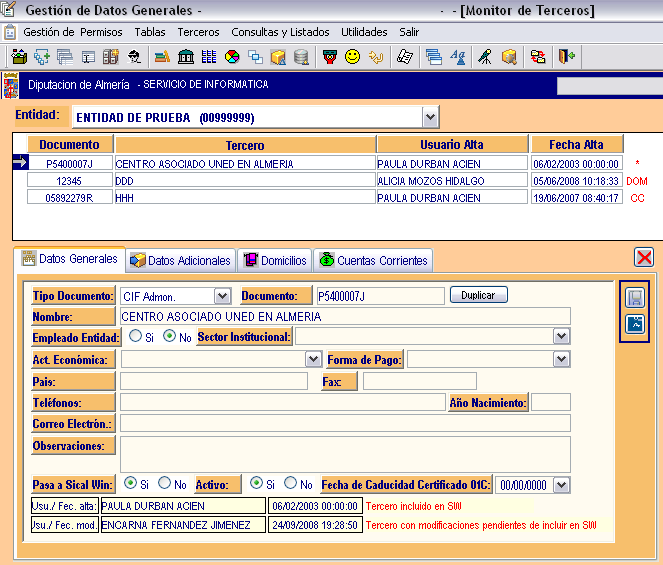 Gestión de Datos Generales - - - [Monitor de Terceros]
Gestión de Permisos Tablas Terceros Consultas y Listados Utilidades Salir
Diputacion de Almería - SERVICIO DE INFORMATICA
Entidad: ENTIDAD DE PRUEBA (00999999)
Documento Tercero Usuario Alta Fecha Alta
P5400007J CENTRO ASOCIADO UNED EN ALMERIA PAULA DURBAN ACIEN 06/02/2003 00:00:00 *
12345 DDD ALICIA MOZOS HIDALGO 05/06/2008 10:18:33 DOM
05892279R HHH PAULA DURBAN ACIEN 19/06/2007 08:40:17 CC
Datos Generales Datos Adicionales Domicilios Cuentas Corrientes
Tipo Documento: CIF Admon. Documento: P5400007J Duplicar
Nombre: CENTRO ASOCIADO UNED EN ALMERIA
Empleado Entidad: Si No Sector Institucional:
Act. Económica: Forma de Pago:
Pais: Fax:
Teléfonos: Año Nacimiento:
Correo Electrón.:
Observaciones:
Pasa a Sical Win: Si No Activo: Si No Fecha de Caducidad Certificado 01C: 00/00/0000
Usu./ Fec. alta: PAULA DURBAN ACIEN 06/02/2003 00:00:00 Tercero incluido en SW
Usu./ Fec. mod. ENCARNA FERNANDEZ JIMENEZ 24/09/2008 19:28:50 Tercero con modificaciones pendientes de incluir en SW